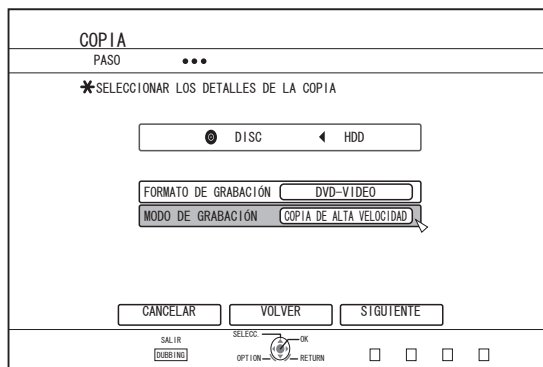 COPIA
PASO
*SELECCIONAR LOS DETALLES DE LA COPIA
DISC HDD
FORMATO DE GRABACIÓN DVD-VIDEO
MODO DE GRABACIÓN COPIA DE ALTA VELOCIDAD
CANCELAR VOLVER SIGUIENTE
SALIR SELECC. OK
DUBBING OPTION RETURN